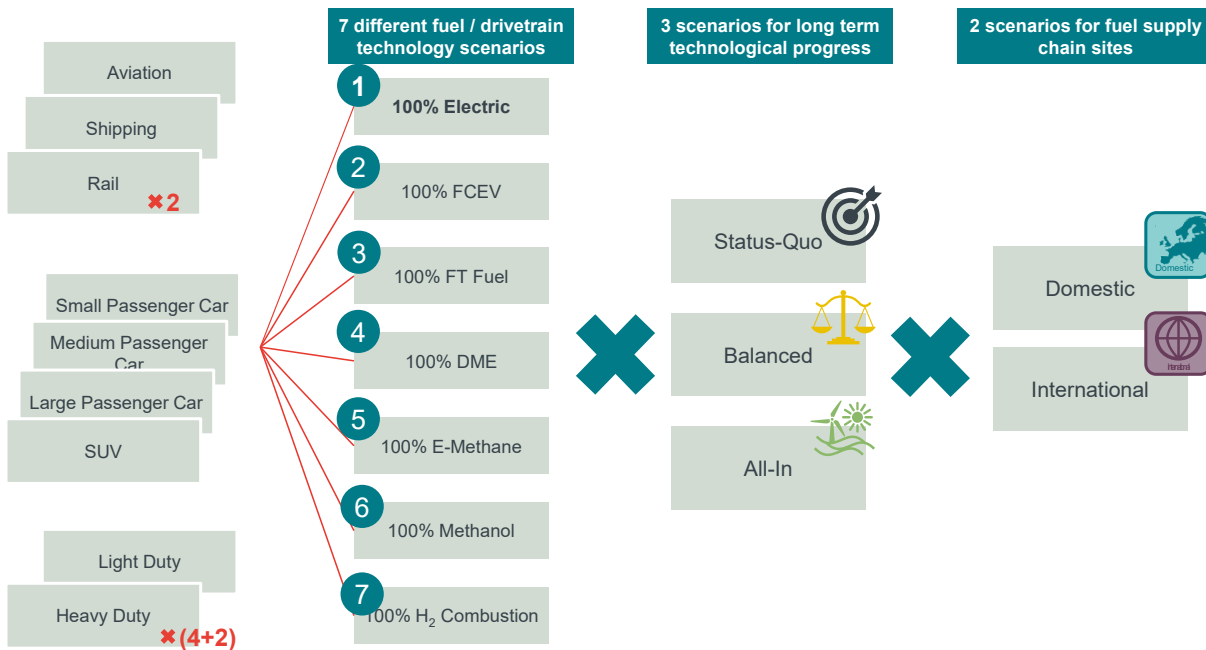 7 different fuel / drivetrain
technology scenarios
3 scenarios for long term
technological progress
2 scenarios for fuel supply
chain sites
Aviation
Shipping
Rail
✖2
Small Passenger Car
Medium Passenger
Car
Large Passenger Car
SUV
Light Duty
Heavy Duty
✖(4+2)
1
100% Electric
2
100% FCEV
3
100% FT Fuel
4
100% DME
5
100% E-Methane
6
100% Methanol
7
100% H₂ Combustion
Status-Quo
Balanced
All-In
Domestic
Domestic
International